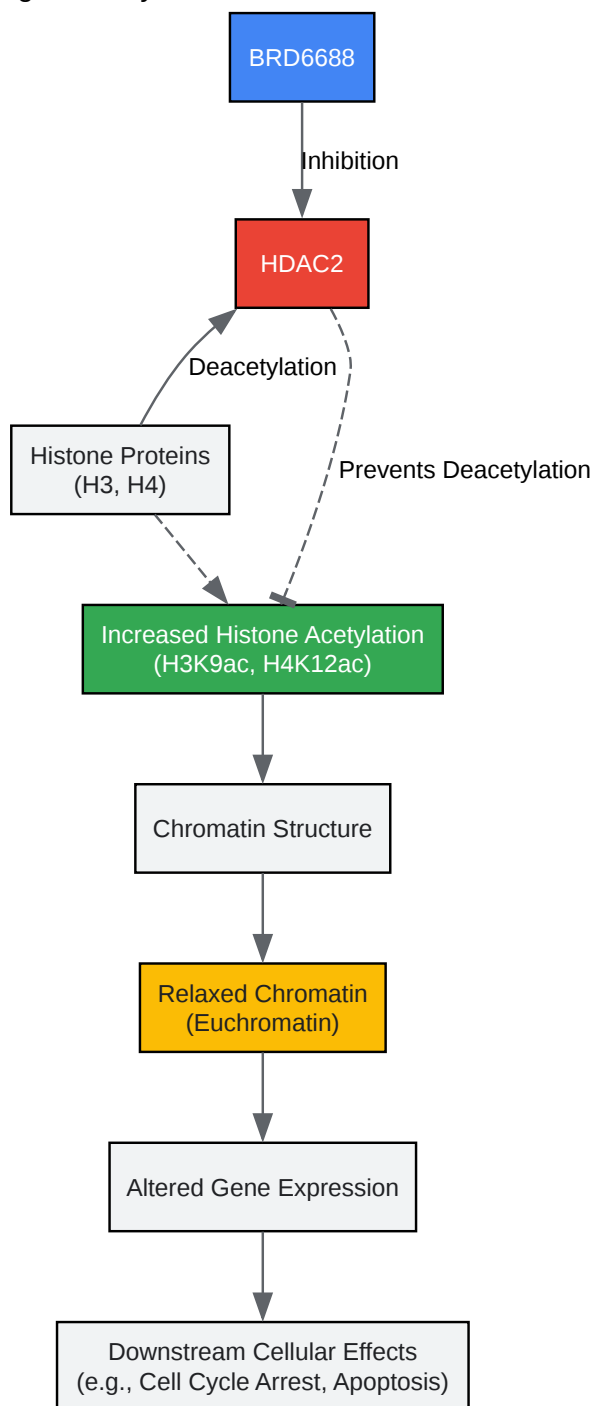 BRD6688
Inhibition
HDAC2
Deacetylation
Histone Proteins
(H3, H4)
Prevents Deacetylation
Increased Histone Acetylation
(H3K9ac, H4K12ac)
Chromatin Structure
Relaxed Chromatin
(Euchromatin)
Altered Gene Expression
Downstream Cellular Effects
(e.g., Cell Cycle Arrest, Apoptosis)